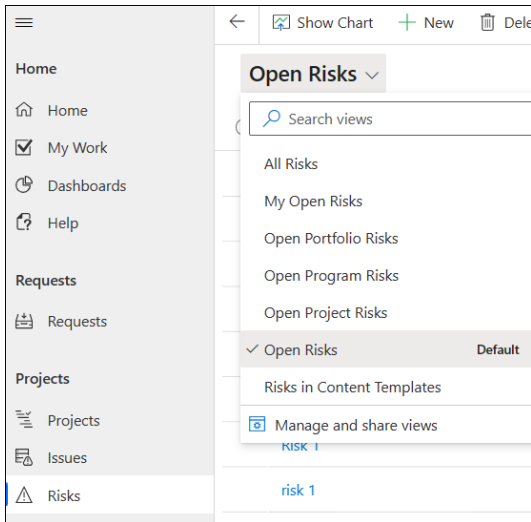 Show Chart
New
Dele
Home
Open Risks
Home
Search views
My Work
All Risks
Dashboards
My Open Risks
Help
Open Portfolio Risks
Requests
Open Program Risks
Requests
Open Project Risks
Open Risks Default
Projects
Risks in Content Templates
Projects
Manage and share views
Issues
Risk 1
Risks
risk 1